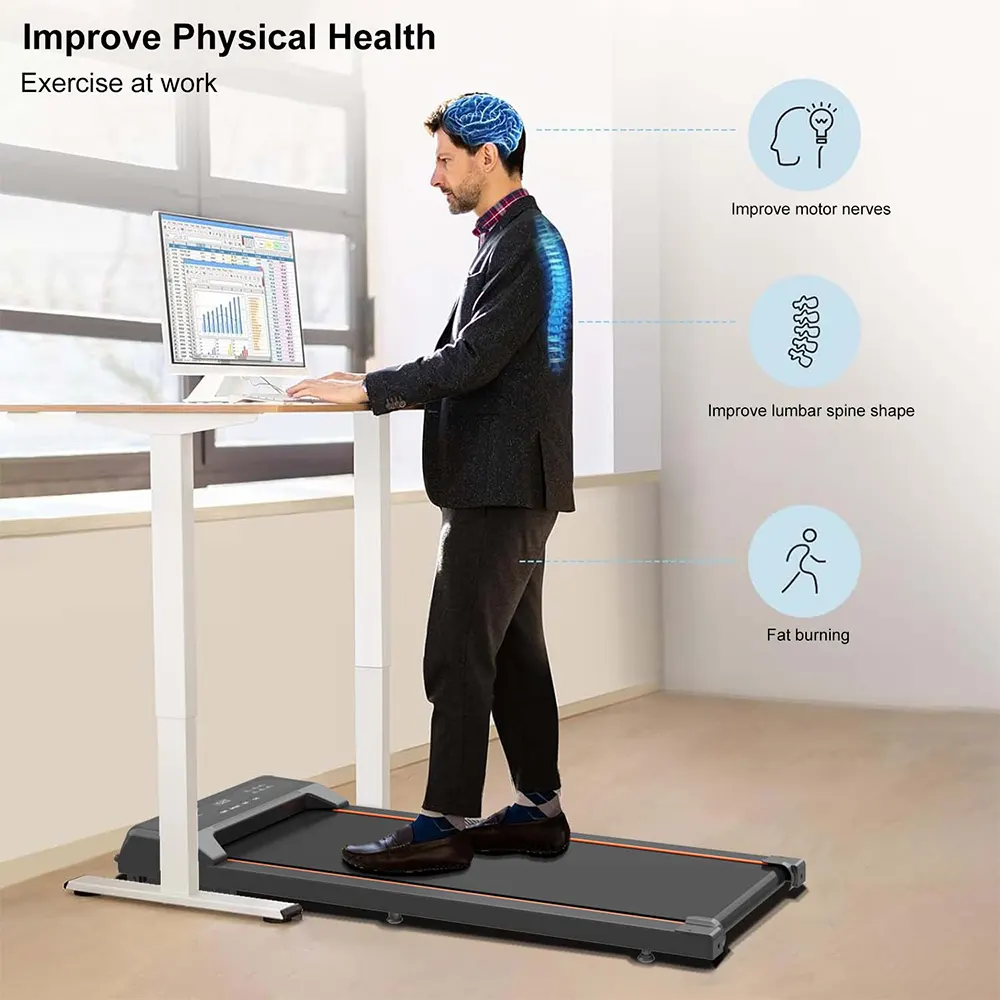 Improve Physical Health
Exercise at work
Improve motor nerves
Improve lumbar spine shape
Fat burning